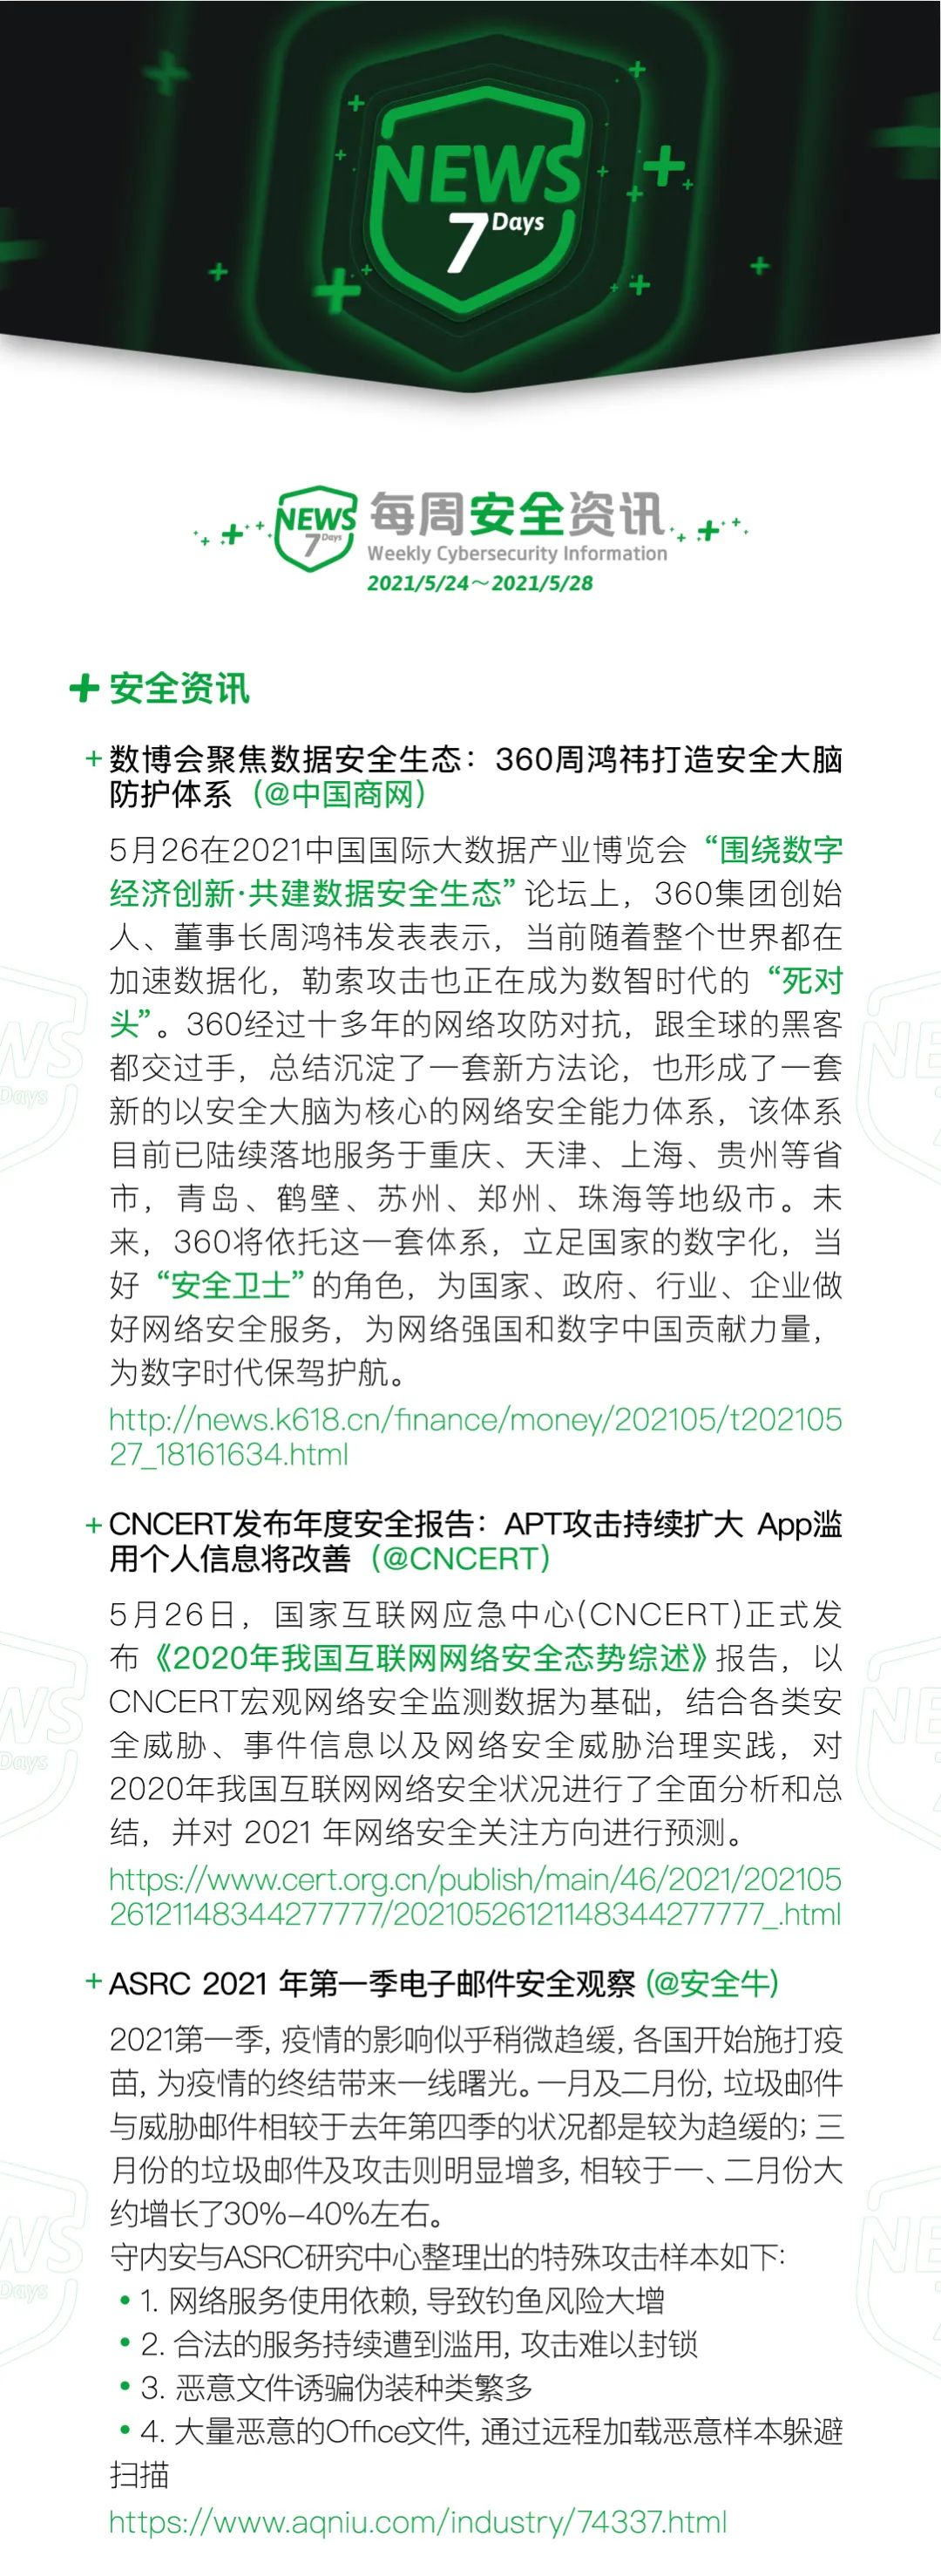 NEWS
7 Days
NEWS
7 Days
每周安全资讯
Weekly Cybersecurity Information
2021/5/24～2021/5/28
安全资讯
数博会聚焦数据安全生态：360周鸿祎打造安全大脑
防护体系（@中国商网）
5月26在2021中国国际大数据产业博览会“围绕数字
经济创新·共建数据安全生态”论坛上，360集团创始
人、董事长周鸿祎发表表示，当前随着整个世界都在
加速数据化，勒索攻击也正在成为数智时代的“死对
头”。360经过十多年的网络攻防对抗，跟全球的黑客
都交过手，总结沉淀了一套新方法论，也形成了一套
新的以安全大脑为核心的网络安全能力体系，该体系
目前已陆续落地服务于重庆、天津、上海、贵州等省
市，青岛、鹤壁、苏州、郑州、珠海等地级市。未
来，360将依托这一套体系，立足国家的数字化，当
好“安全卫士”的角色，为国家、政府、行业、企业做
好网络安全服务，为网络强国和数字中国贡献力量，
为数字时代保驾护航。
http://news.k618.cn/finance/money/202105/t202105
27_18161634.html
CNCERT发布年度安全报告：APT攻击持续扩大 App滥
用个人信息将改善（@CNCERT）
5月26日，国家互联网应急中心(CNCERT)正式发
布《2020年我国互联网网络安全态势综述》报告，以
CNCERT宏观网络安全监测数据为基础，结合各类安
全威胁、事件信息以及网络安全威胁治理实践，对
2020年我国互联网网络安全状况进行了全面分析和总
结，并对 2021 年网络安全关注方向进行预测。
https://www.cert.org.cn/publish/main/46/2021/202105
26121148344277777/20210526121148344277777_.html
ASRC 2021 年第一季电子邮件安全观察 (@安全牛)
2021第一季, 疫情的影响似乎稍微趋缓, 各国开始施打疫
苗, 为疫情的终结带来一线曙光。一月及二月份, 垃圾邮件
与威胁邮件相较于去年第四季的状况都是较为趋缓的; 三
月份的垃圾邮件及攻击则明显增多, 相较于一、二月份大
约增长了30%-40%左右。
守内安与ASRC研究中心整理出的特殊攻击样本如下:
• 1. 网络服务使用依赖, 导致钓鱼风险大增
• 2. 合法的服务持续遭到滥用, 攻击难以封锁
• 3. 恶意文件诱骗伪装种类繁多
• 4. 大量恶意的Office文件, 通过远程加载恶意样本躲避
扫描
https://www.aqniu.com/industry/74337.html